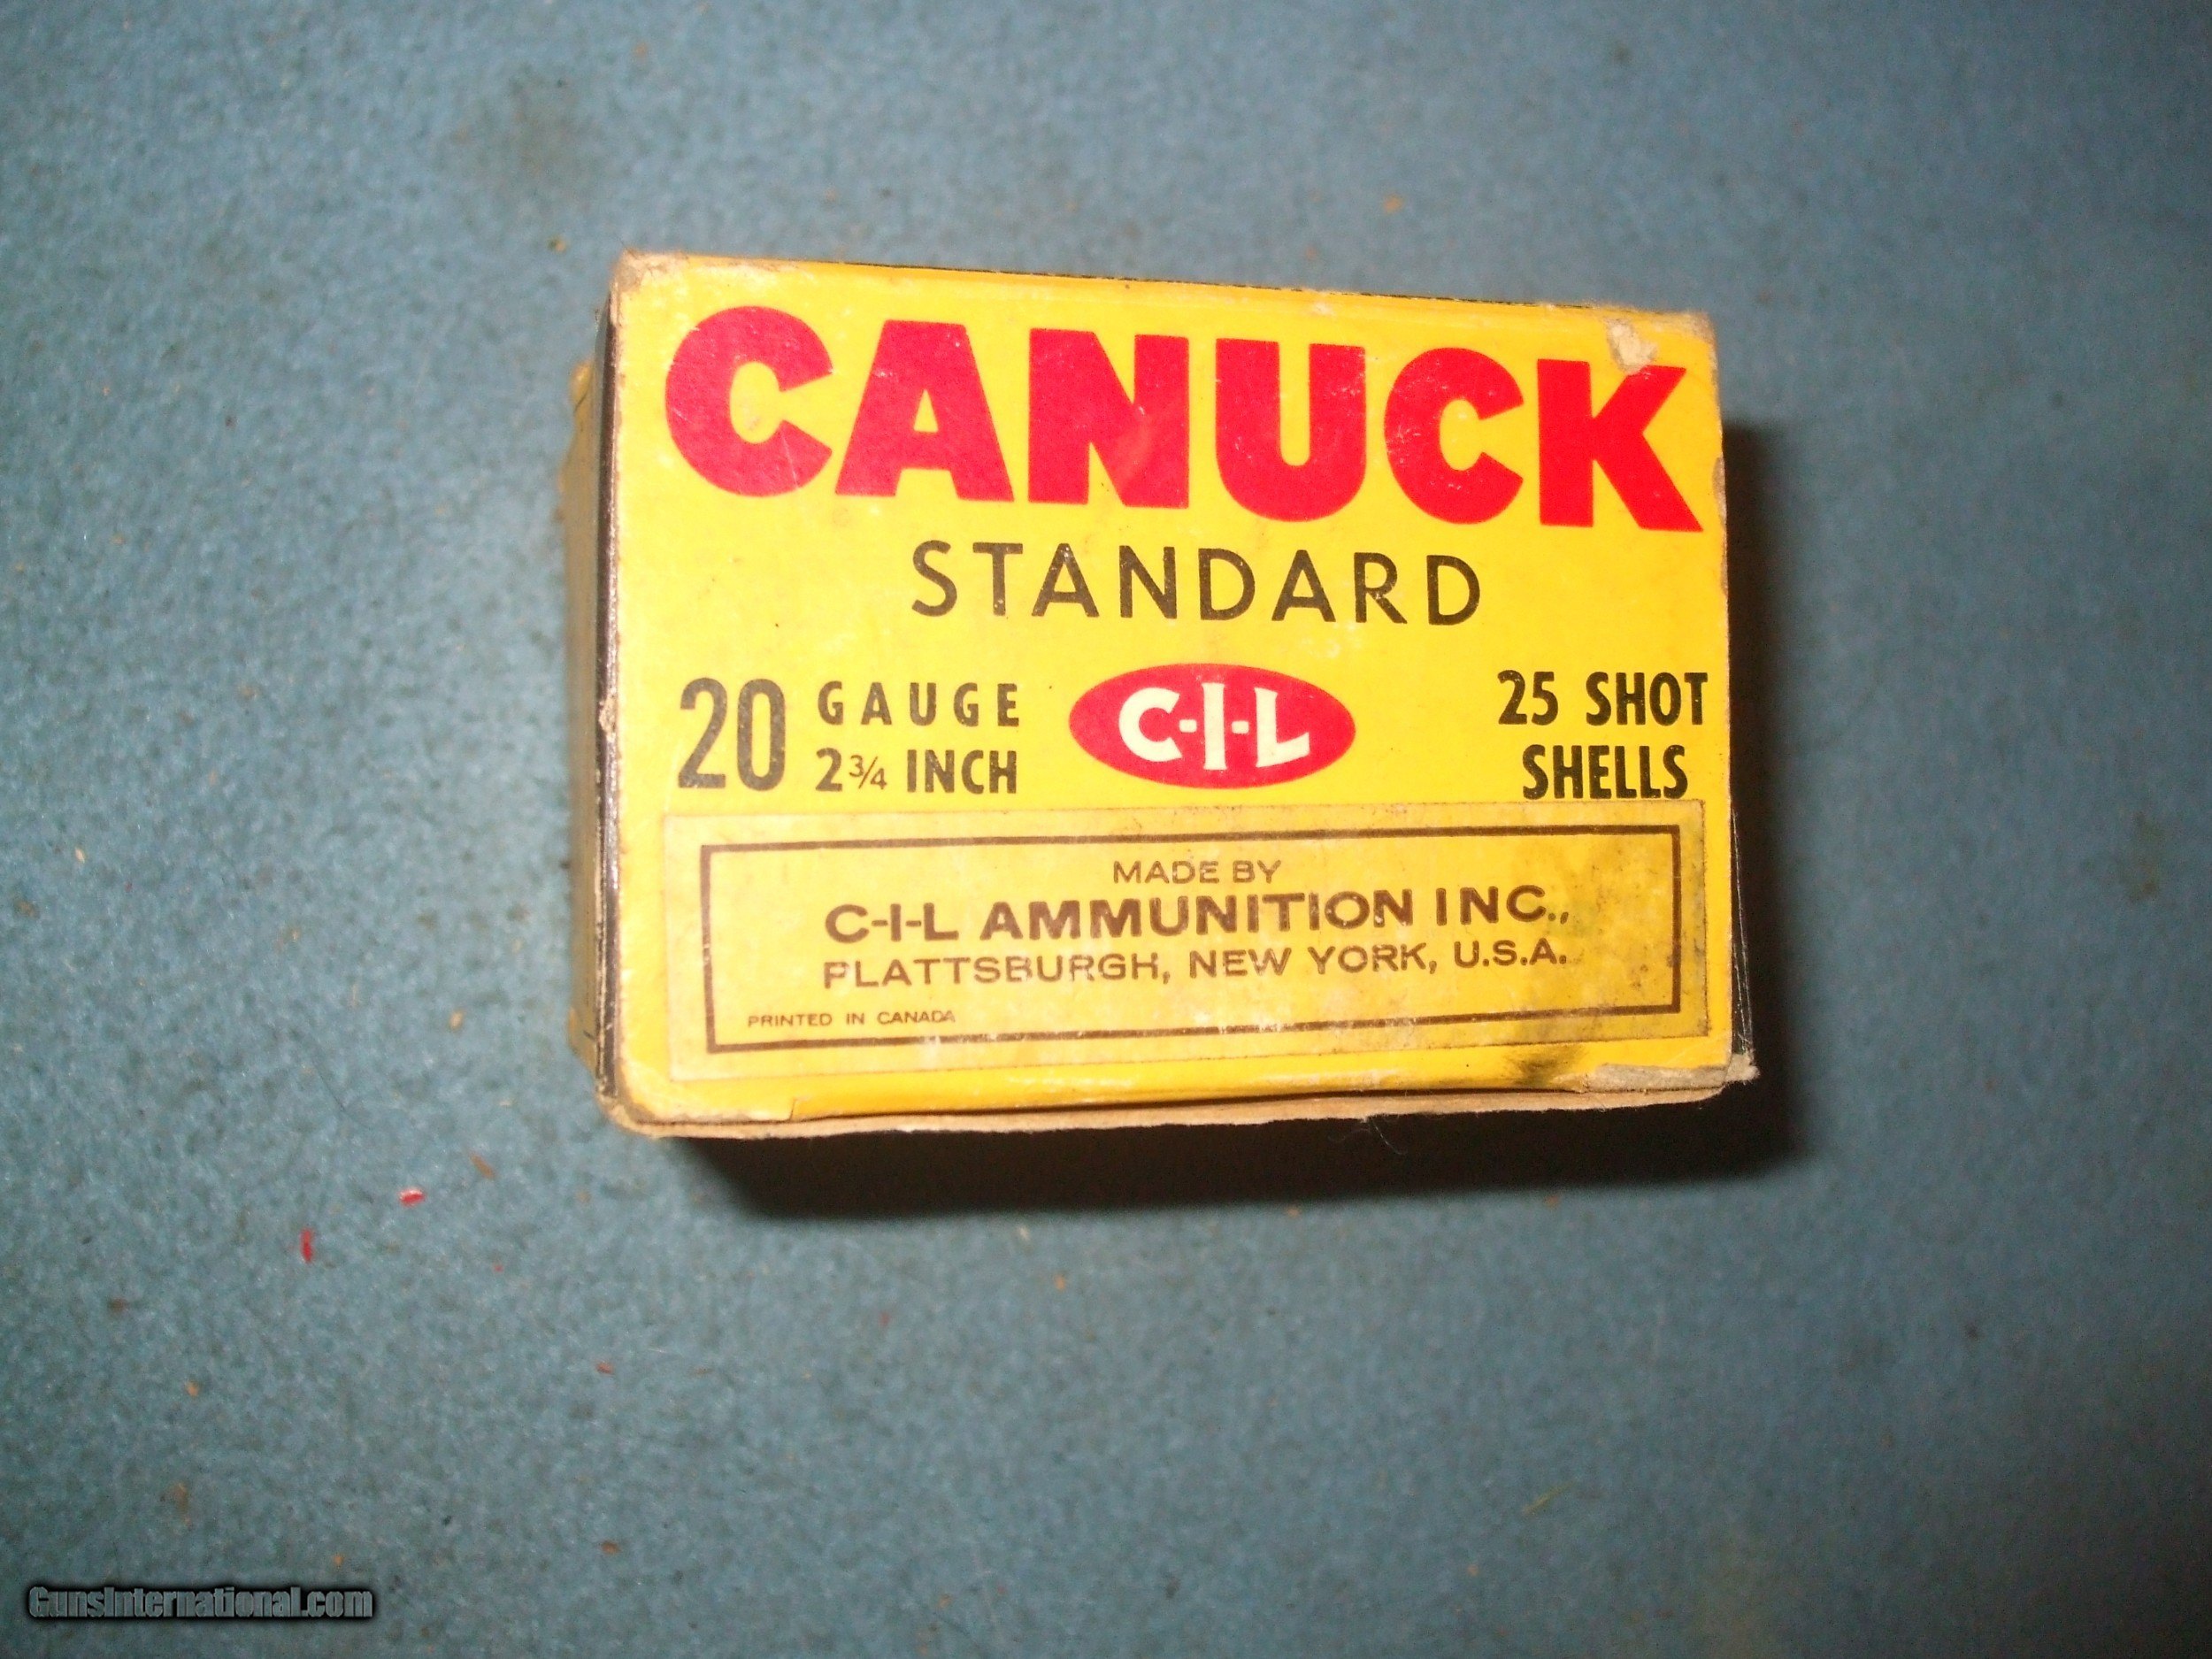 CANUCK
STANDARD
20 GAUGE
2¾ INCH
C-I-L
25 SHOT
SHELLS
MADE BY
C-I-L AMMUNITION INC.,
PLATTSBURGH, NEW YORK, U.S.A.
PRINTED IN CANADA
GunsInternational.com